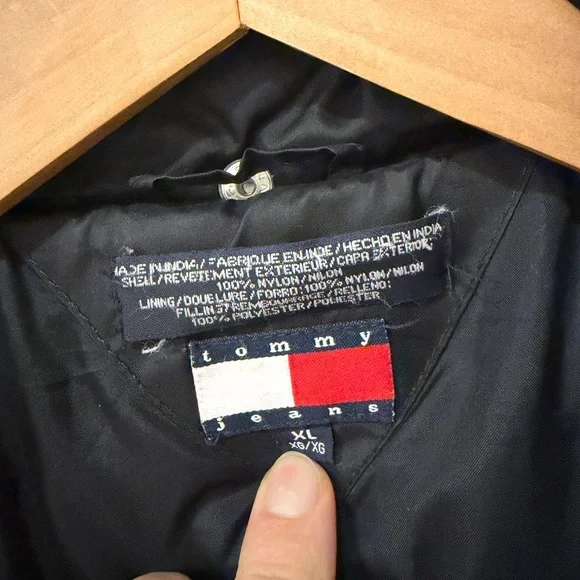 MADE IN INDIA / FABRIQUE EN INDE / HECHO EN INDIA
SHELL / REVETEMENT EXTERIEUR / CAPA EXTERIOR:
100% NYLON / NILON
LINING / DOUELURE / FORRO: 100% NYLON / NILON
FILLING / REMBOURRAGE / RELLENO:
100% POLYESTER / POLIESTER
tommy
jeans
XL
XG/XG